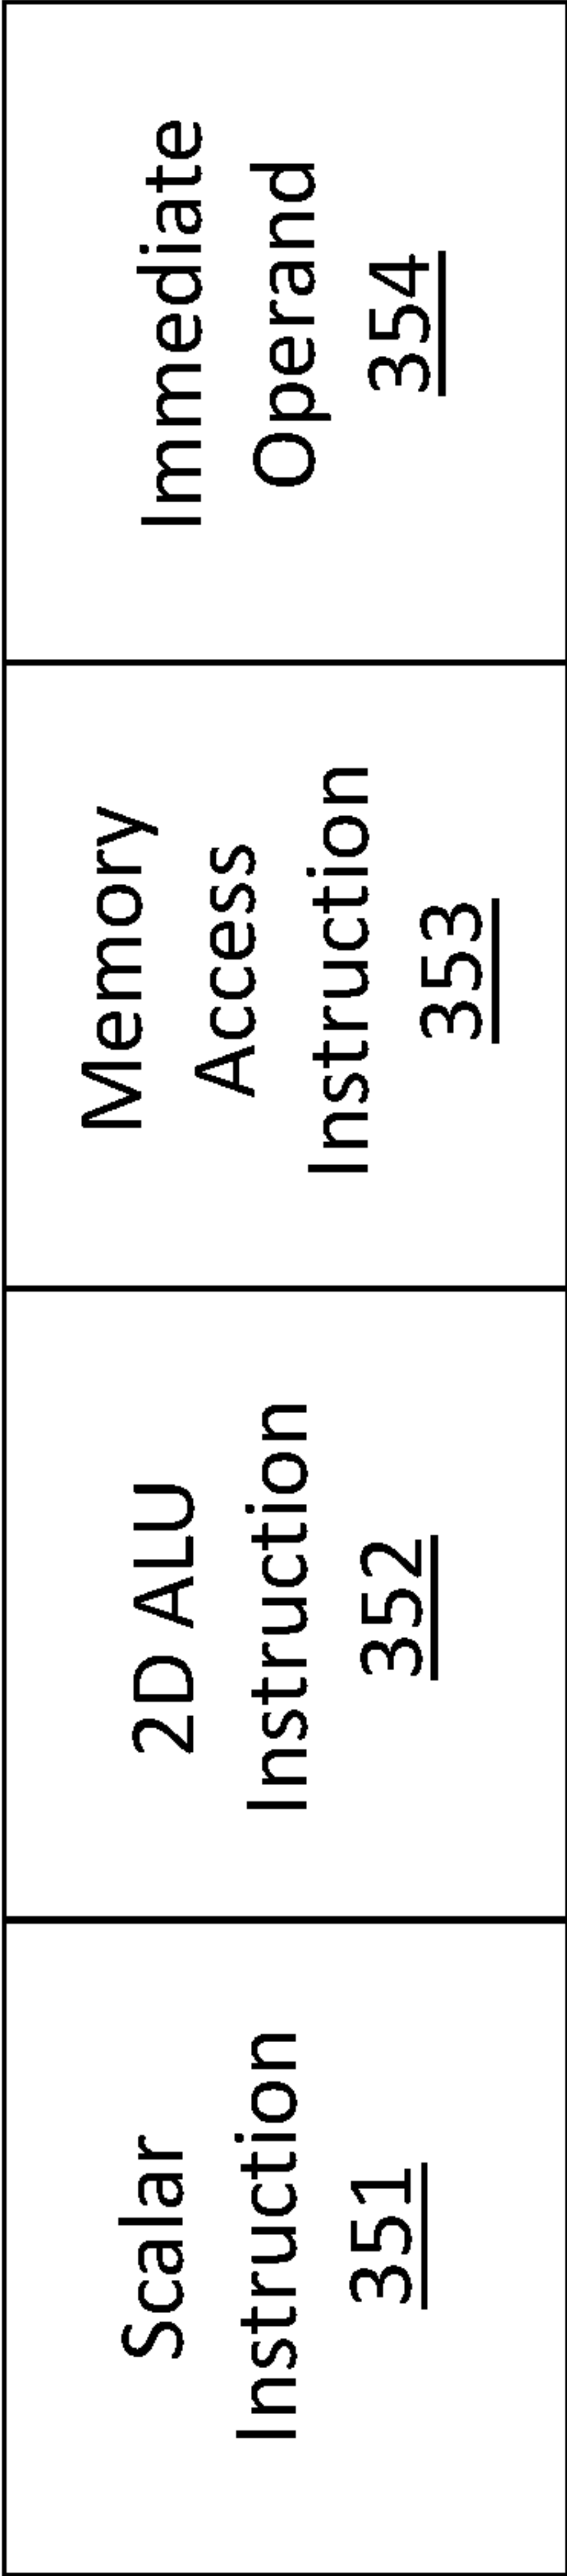 Scalar
Instruction
351
2D ALU
Instruction
352
Memory
Access
Instruction
353
Immediate
Operand
354